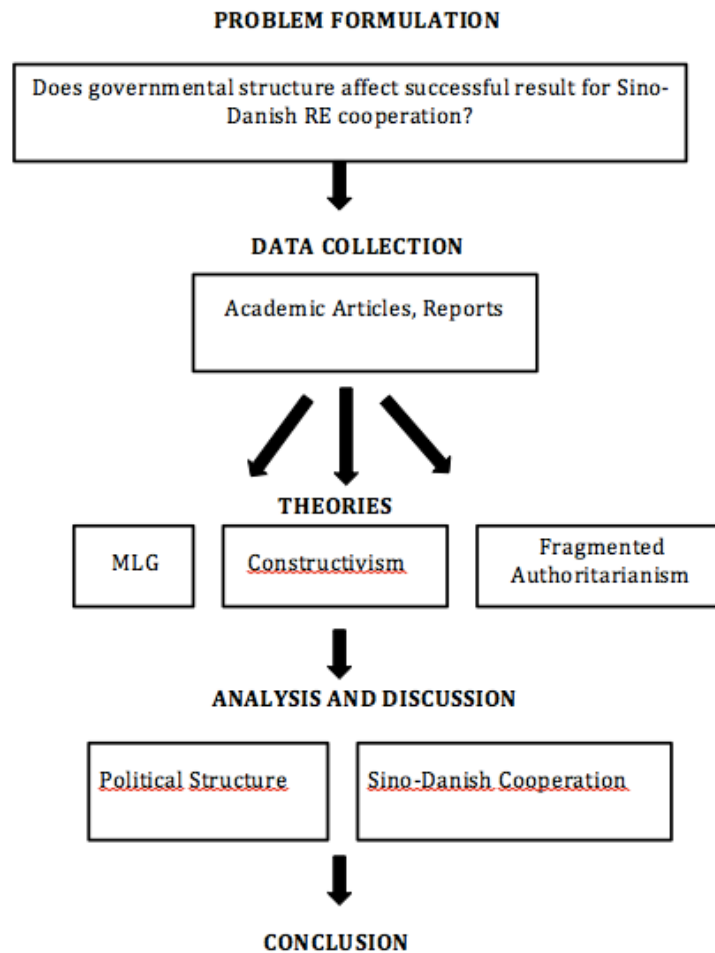 PROBLEM FORMULATION
Does governmental structure affect successful result for Sino-
Danish RE cooperation?
DATA COLLECTION
Academic Articles, Reports
THEORIES
MLG
Constructivism
Fragmented
Authoritarianism
ANALYSIS AND DISCUSSION
Political Structure
Sino-Danish Cooperation
CONCLUSION